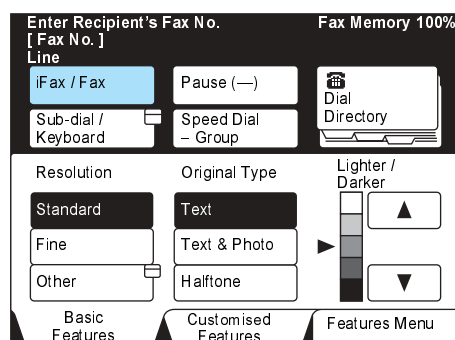 Enter Recipient's Fax No.
Fax Memory 100%
[ Fax No. ]
Line
iFax / Fax
Pause (—)
Dial
Directory
Sub-dial /
Keyboard
Speed Dial
– Group
Resolution
Original Type
Lighter /
Darker
Standard
Text
Fine
Text & Photo
Other
Halftone
Basic
Features
Customised
Features
Features Menu